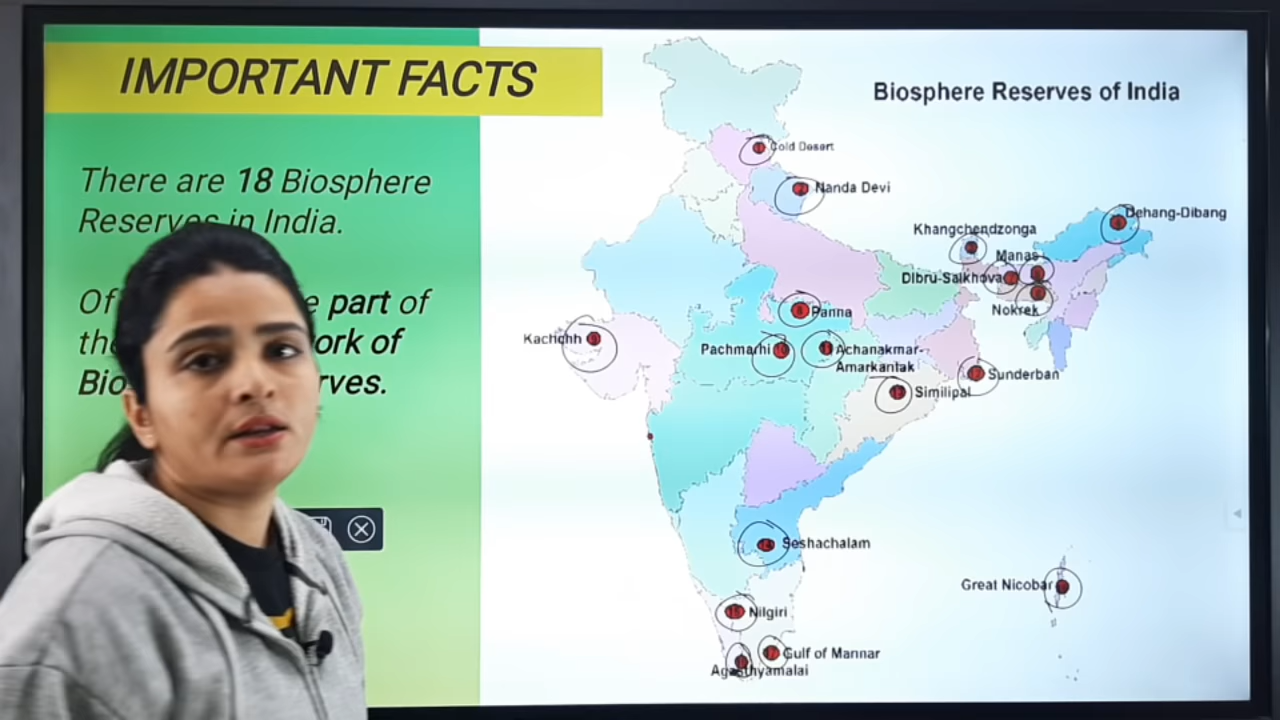 IMPORTANT FACTS
Biosphere Reserves of India
There are 18 Biosphere
Reserves in India.
Of part of
the
Cold Desert
Nanda Devi
Dehang-Dibang
Khangchendzonga
Manas
Dibru-Saikhova
Nokrek
Panna
Kachchh
Pachmarhi
Achanakmar-
Amarkantak
Sunderban
Similipal
Seshachalam
Great Nicobar
Nilgiri
Gulf of Mannar
Agasthyamalai